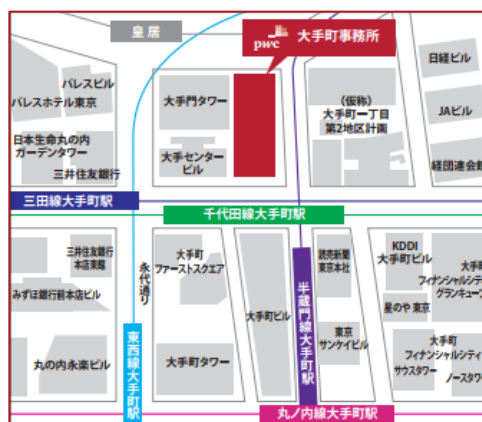 皇居
pwc
大手町事務所
日経ビル
パレスビル
パレスホテル東京
大手門タワー
(仮称)
大手町一丁目
第2地区計画
JAビル
日本生命丸の内
ガーデンタワー
大手センター
ビル
三井住友銀行
経団連会館
三田線大手町駅
千代田線大手町駅
三井住友銀行
本店東館
永代通り
大手町
ファーストスクエア
読売新聞
東京本社
KDDI
大手町ビル
大手町
フィナンシャルシティ
グランキューブ
みずほ銀行前本店ビル
大手町ビル
半蔵門線大手町駅
星のや 東京
東西線大手町駅
東京
サンケイビル
丸の内永楽ビル
大手町タワー
大手町
フィナンシャルシティ
サウスタワー
ノースタワー
丸ノ内線大手町駅